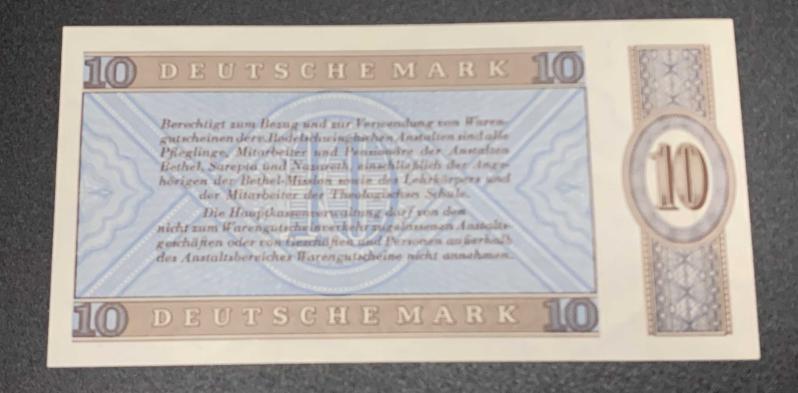 10 DEUTSCHE MARK 10
Berechtigt zum Bezug und zur Verwendung von Waren-
gutscheinen der v. Bodelschwinghschen Anstalten sind alle
Pfleglinge, Mitarbeiter und Pensionäre der Anstalten
Bethel, Sarepta und Nazareth, einschließlich der Ange-
hörigen der Bethel-Mission sowie des Lehrkörpers und
der Mitarbeiter der Theologischen Schule.
Die Hauptkassenverwaltung darf von den
nicht zum Warengutscheinverkehr zugelassenen Anstalts-
geschäften oder von Geschäften und Personen außerhalb
des Anstaltsbereiches Warengutscheine nicht annehmen.
10
10
10 DEUTSCHE MARK 10